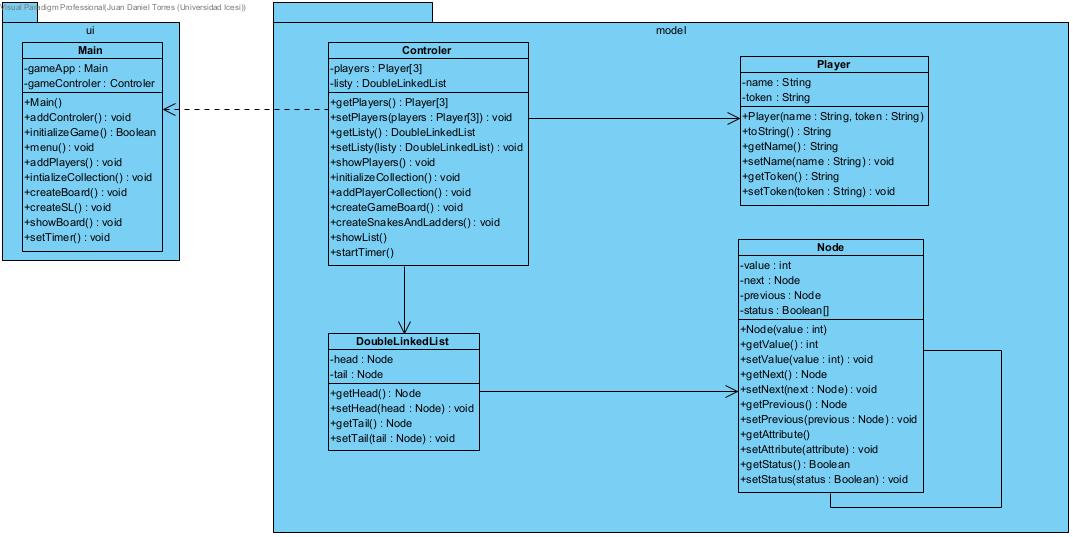 Visual Paradigm Professional(Juan Daniel Torres (Universidad Icesi))
ui
Main
-gameApp : Main
-gameControler : Controler
+Main()
+addControler() : void
+initializeGame() : Boolean
+menu() : void
+addPlayers() : void
+intializeCollection() : void
+createBoard() : void
+createSL() : void
+showBoard() : void
+setTimer() : void
model
Controler
-players : Player[3]
-listy : DoubleLinkedList
+getPlayers() : Player[3]
+setPlayers(players : Player[3]) : void
+getListy() : DoubleLinkedList
+setListy(listy : DoubleLinkedList) : void
+showPlayers() : void
+initializeCollection() : void
+addPlayerCollection() : void
+createGameBoard() : void
+createSnakesAndLadders() : void
+showList()
+startTimer()
Player
-name : String
-token : String
+Player(name : String, token : String)
+toString() : String
+getName() : String
+setName(name : String) : void
+getToken() : String
+setToken(token : String) : void
DoubleLinkedList
-head : Node
-tail : Node
+getHead() : Node
+setHead(head : Node) : void
+getTail() : Node
+setTail(tail : Node) : void
Node
-value : int
-next : Node
-previous : Node
-status : Boolean[]
+Node(value : int)
+getValue() : int
+setValue(value : int) : void
+getNext() : Node
+setNext(next : Node) : void
+getPrevious() : Node
+setPrevious(previous : Node) : void
+getAttribute()
+setAttribute(attribute) : void
+getStatus() : Boolean
+setStatus(status : Boolean) : void